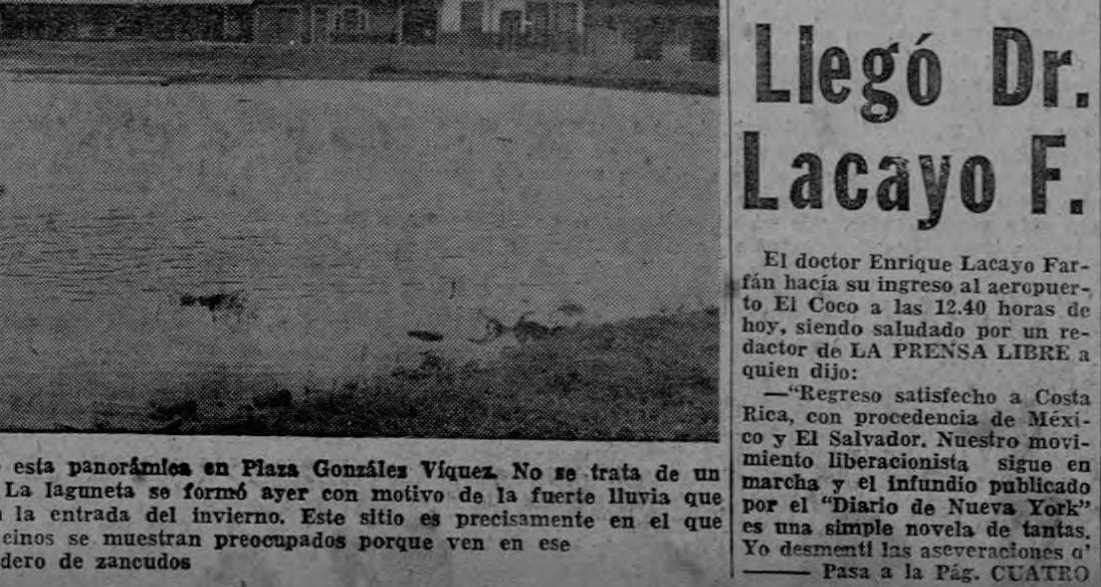 esta panorámica en Plaza González Víquez. No se trata de un
La laguneta se formó ayer con motivo de la fuerte lluvia que
la entrada del invierno. Este sitio es precisamente en el que
cinos se muestran preocupados porque ven en ese
dero de zancudos
Llegó Dr.
Lacayo F.
El doctor Enrique Lacayo Far-
fán hacía su ingreso al aeropuer-
to El Coco a las 12.40 horas de
hoy, siendo saludado por un re-
dactor de LA PRENSA LIBRE a
quien dijo:
—"Regreso satisfecho a Costa
Rica, con procedencia de Méxi-
co y El Salvador. Nuestro movi-
miento liberacionista sigue en
marcha y el infundio publicado
por el "Diario de Nueva York"
es una simple novela de tantas.
Yo desmentí las aseveraciones
Pasa a la Pág. CUATRO